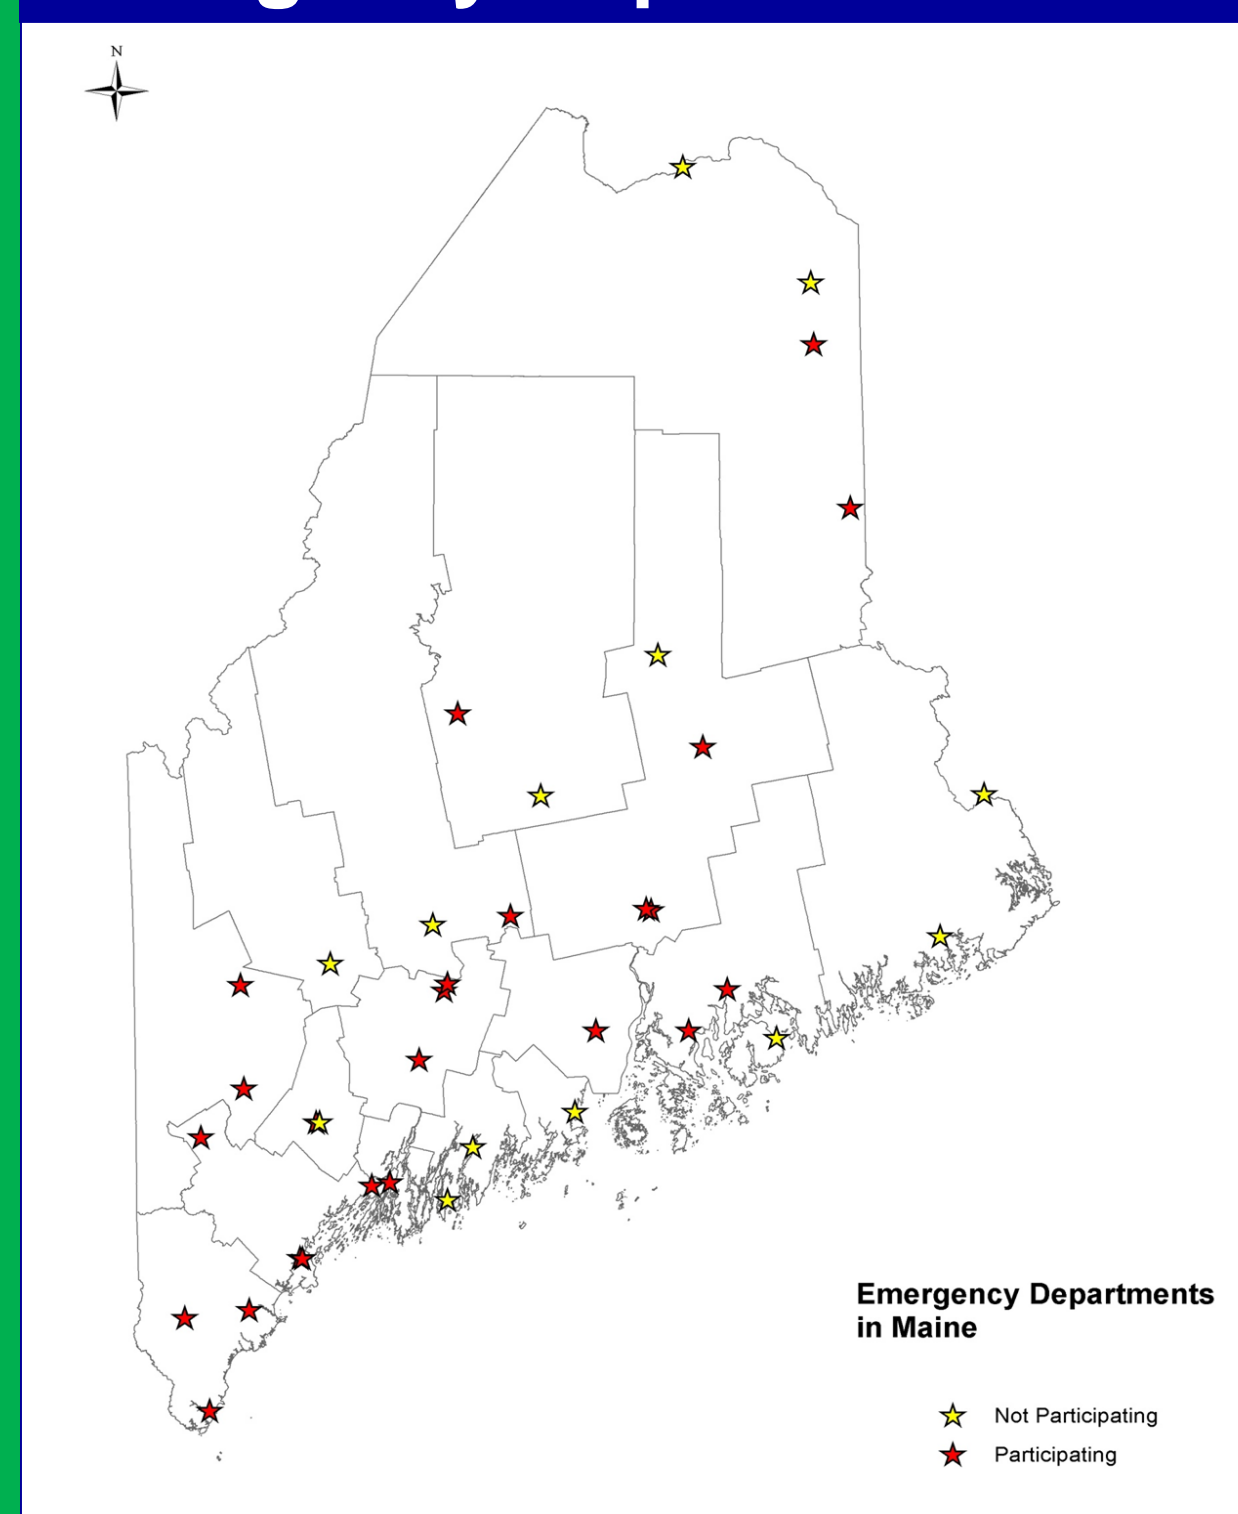 N
Emergency Departments
in Maine
Not Participating
Participating